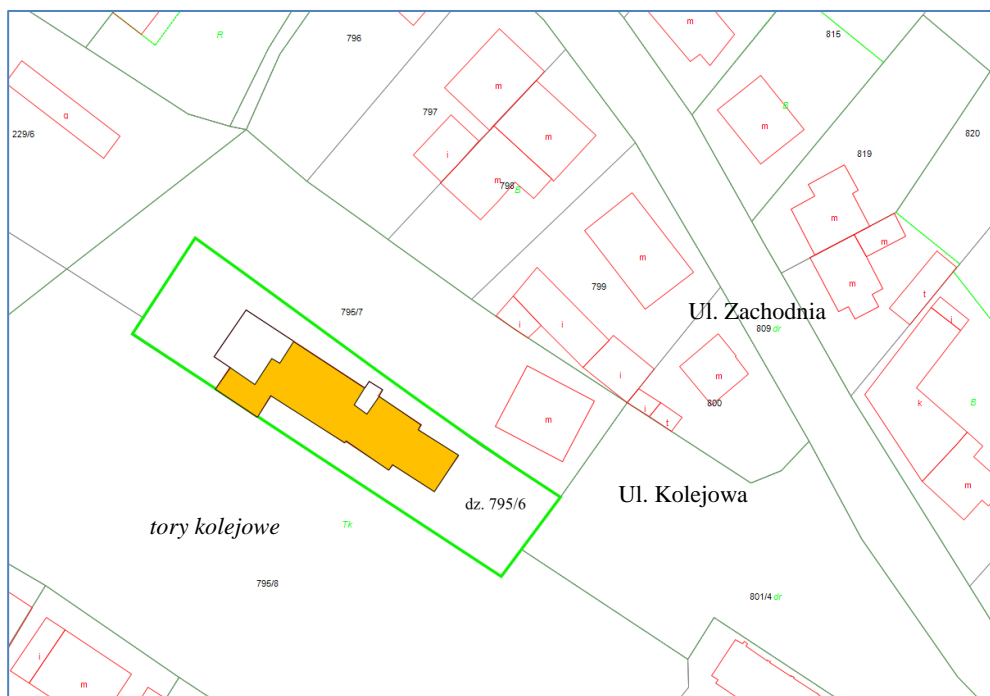 m
815
R
796
m
B
797
m
229/6
g
m
i
819
820
m
798
B
m
m
m
m
799
t
795/7
Ul. Zachodnia
809 dr
i
i
i
i
m
800
k
B
i
t
m
m
dz. 795/6
Ul. Kolejowa
tory kolejowe
Tk
795/8
801/4 dr
i
m